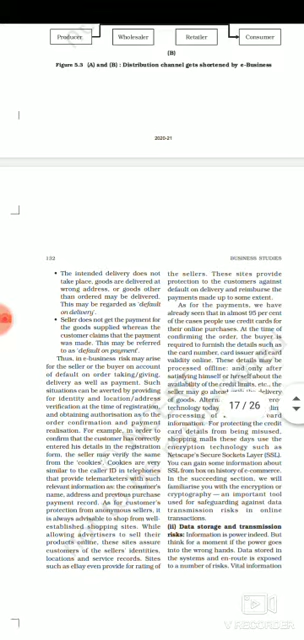 Producer Wholesaler Retailer Consumer
(B)
Figure 5.3 (A) and (B) : Distribution channel gets shortened by e-Business
2020-21
132
BUSINESS STUDIES
• The intended delivery does not
take place, goods are delivered at
wrong address, or goods other
than ordered may be delivered.
This may be regarded as 'default
on delivery'.
• Seller does not get the payment for
the goods supplied whereas the
customer claims that the payment
was made. This may be referred
to as 'default on payment'.
Thus, in e-business risk may arise
for the seller or the buyer on account
of default on order taking/giving,
delivery as well as payment. Such
situations can be averted by providing
for identity and location/address
verification at the time of registration,
and obtaining authorisation as to the
order confirmation and payment
realisation. For example, in order to
confirm that the customer has correctly
entered his details in the registration
form, the seller may verify the same
from the 'cookies'. Cookies are very
similar to the caller ID in telephones
that provide telemarketers with such
relevant information as: the consumer's
name, address and previous purchase
payment record. As for customer's
protection from anonymous sellers, it
is always advisable to shop from well-
established shopping sites. While
allowing advertisers to sell their
products online, these sites assure
customers of the sellers' identities,
locations and service records. Sites
such as eBay even provide for rating of
the sellers. These sites provide
protection to the customers against
default on delivery and reimburse the
payments made up to some extent.
As for the payments, we have
already seen that in almost 95 per cent
of the cases people use credit cards for
their online purchases. At the time of
confirming the order, the buyer is
required to furnish the details such as
the card number, card issuer and card
validity online. These details may be
processed offline; and only after
satisfying himself or herself about the
availability of the credit limits, etc., the
seller may go ahead with the delivery
of goods. Altern
technology today
processing of card
information. For protecting the credit
card details from being misused,
shopping malls these days use the
encryption technology such as
Netscape's Secure Sockets Layer (SSL).
You can gain some information about
SSL from box on history of e-commerce.
In the succeeding section, we will
familiarise you with the encryption or
cryptography — an important tool
used for safeguarding against data
transmission risks in online
transactions.
(ii) Data storage and transmission
risks: Information is power indeed. But
think for a moment if the power goes
into the wrong hands. Data stored in
the systems and en-route is exposed
to a number of risks. Vital information
17 / 26
VIDEO
RECORDER